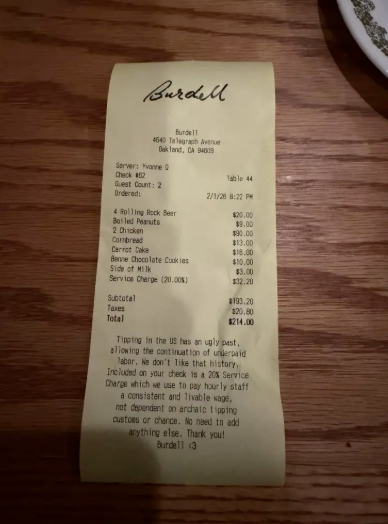 Burdell
Burdell
4640 Telegraph Avenue
Oakland, CA 94609
Server: Yvonne Q
Check #62 Table 44
Guest Count: 2
Ordered: 2/1/26 8:22 PM
4 Rolling Rock Beer $20.00
Boiled Peanuts $9.00
2 Chicken $90.00
Cornbread $13.00
Carrot Cake $16.00
Benne Chocolate Cookies $10.00
Side of Milk $3.00
Service Charge (20.00%) $32.20
Subtotal $193.20
Taxes $20.80
Total $214.00
Tipping in the US has an ugly past,
allowing the continuation of underpaid
labor. We don't like that history.
Included on your check is a 20% Service
Charge which we use to pay hourly staff
a consistent and livable wage,
not dependent on archaic tipping
customs or chance. No need to add
anything else. Thank you!
Burdell <3